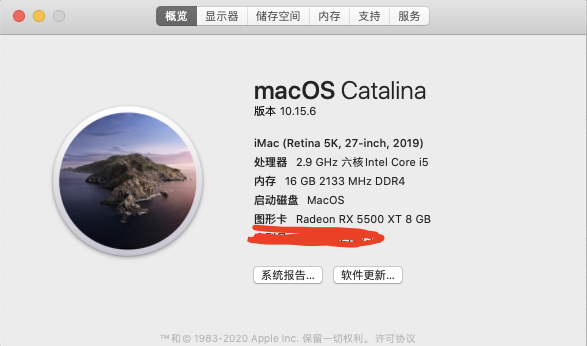 概览 显示器 储存空间 内存 支持 服务
macOS Catalina
版本 10.15.6
iMac (Retina 5K, 27-inch, 2019)
处理器 2.9 GHz 六核Intel Core i5
内存 16 GB 2133 MHz DDR4
启动磁盘 MacOS
图形卡 Radeon RX 5500 XT 8 GB
系统报告... 软件更新...
™和© 1983-2020 Apple Inc. 保留一切权利。许可协议